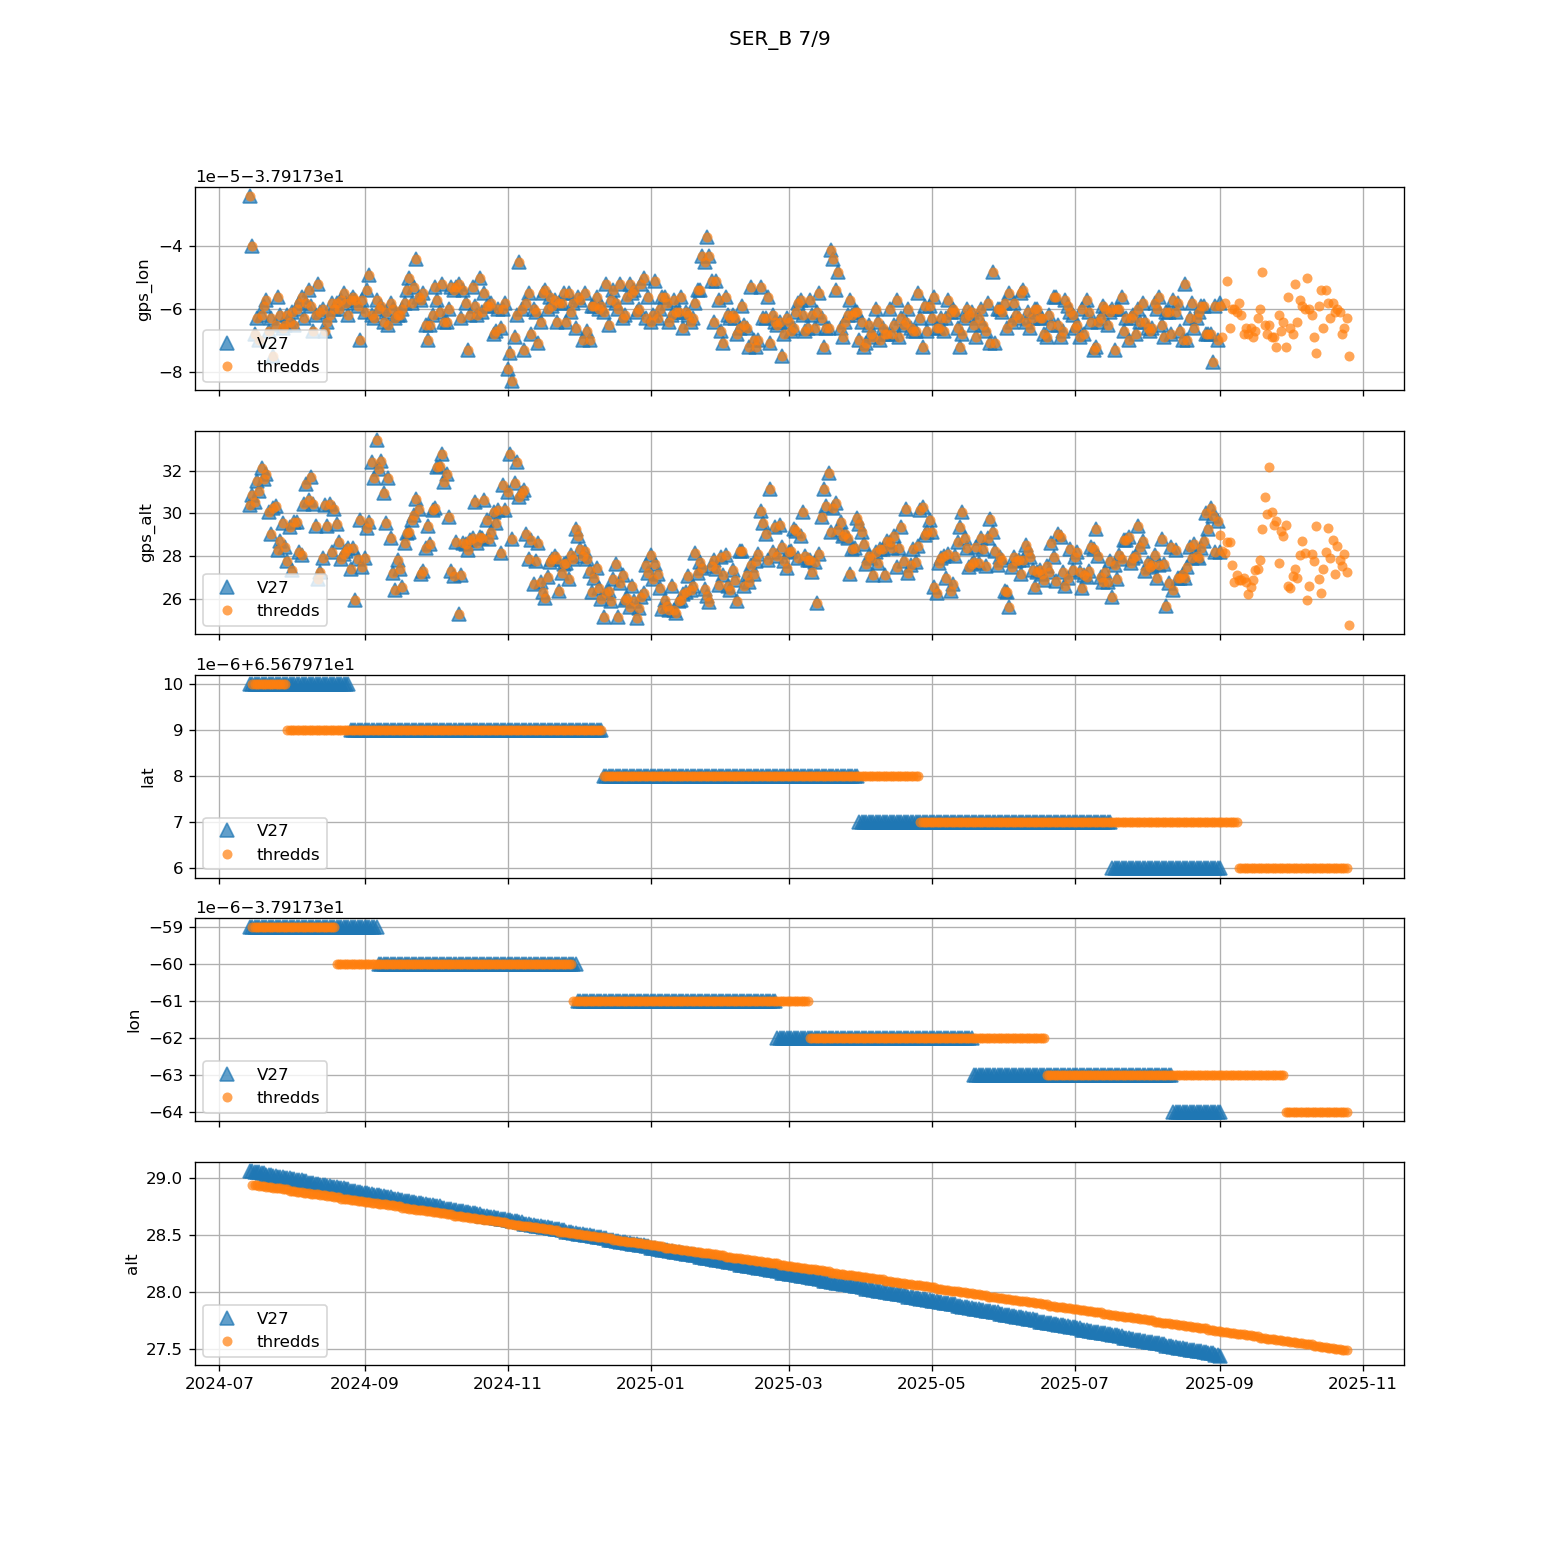 SER_B 7/9
1e−5−3.79173e1
−4
−6
−8
gps_lon
V27
thredds
32
30
28
26
gps_alt
V27
thredds
1e−6+6.567971e1
10
9
8
7
6
lat
V27
thredds
1e−6−3.79173e1
−59
−60
−61
−62
−63
−64
lon
V27
thredds
29.0
28.5
28.0
27.5
alt
V27
thredds
2024-07 2024-09 2024-11 2025-01 2025-03 2025-05 2025-07 2025-09 2025-11